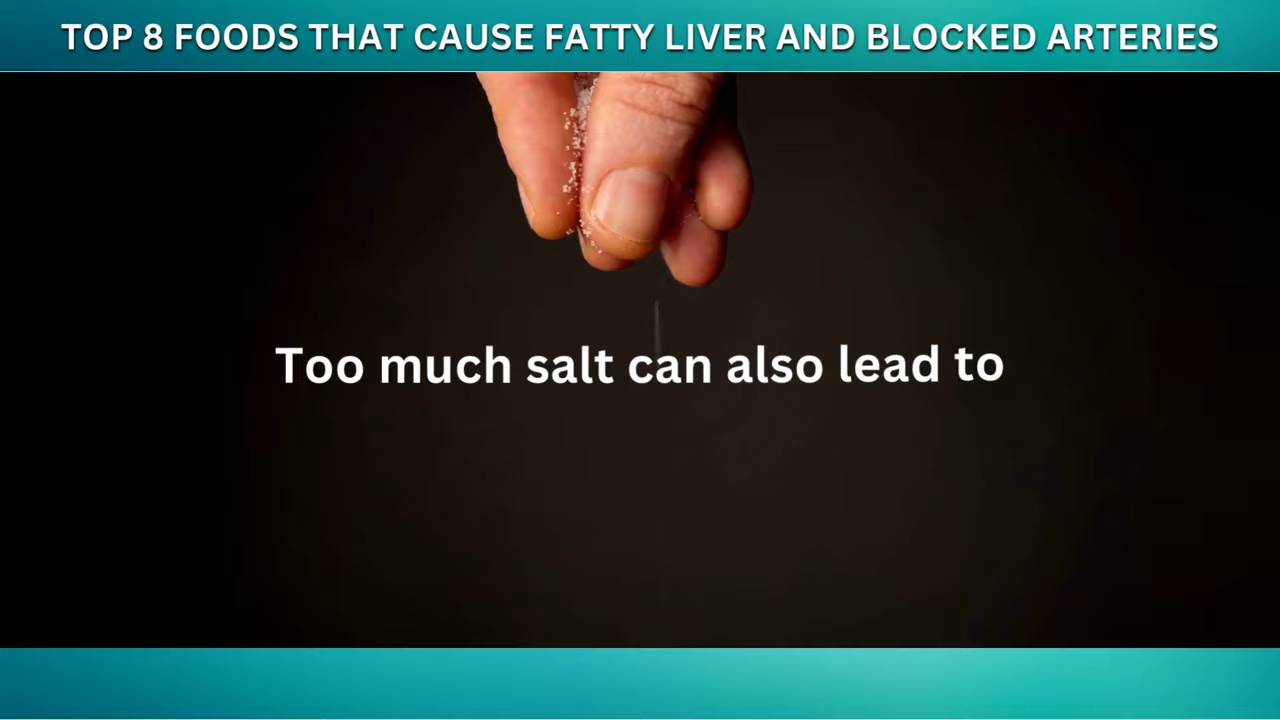 TOP 8 FOODS THAT CAUSE FATTY LIVER AND BLOCKED ARTERIES
Too much salt can also lead to